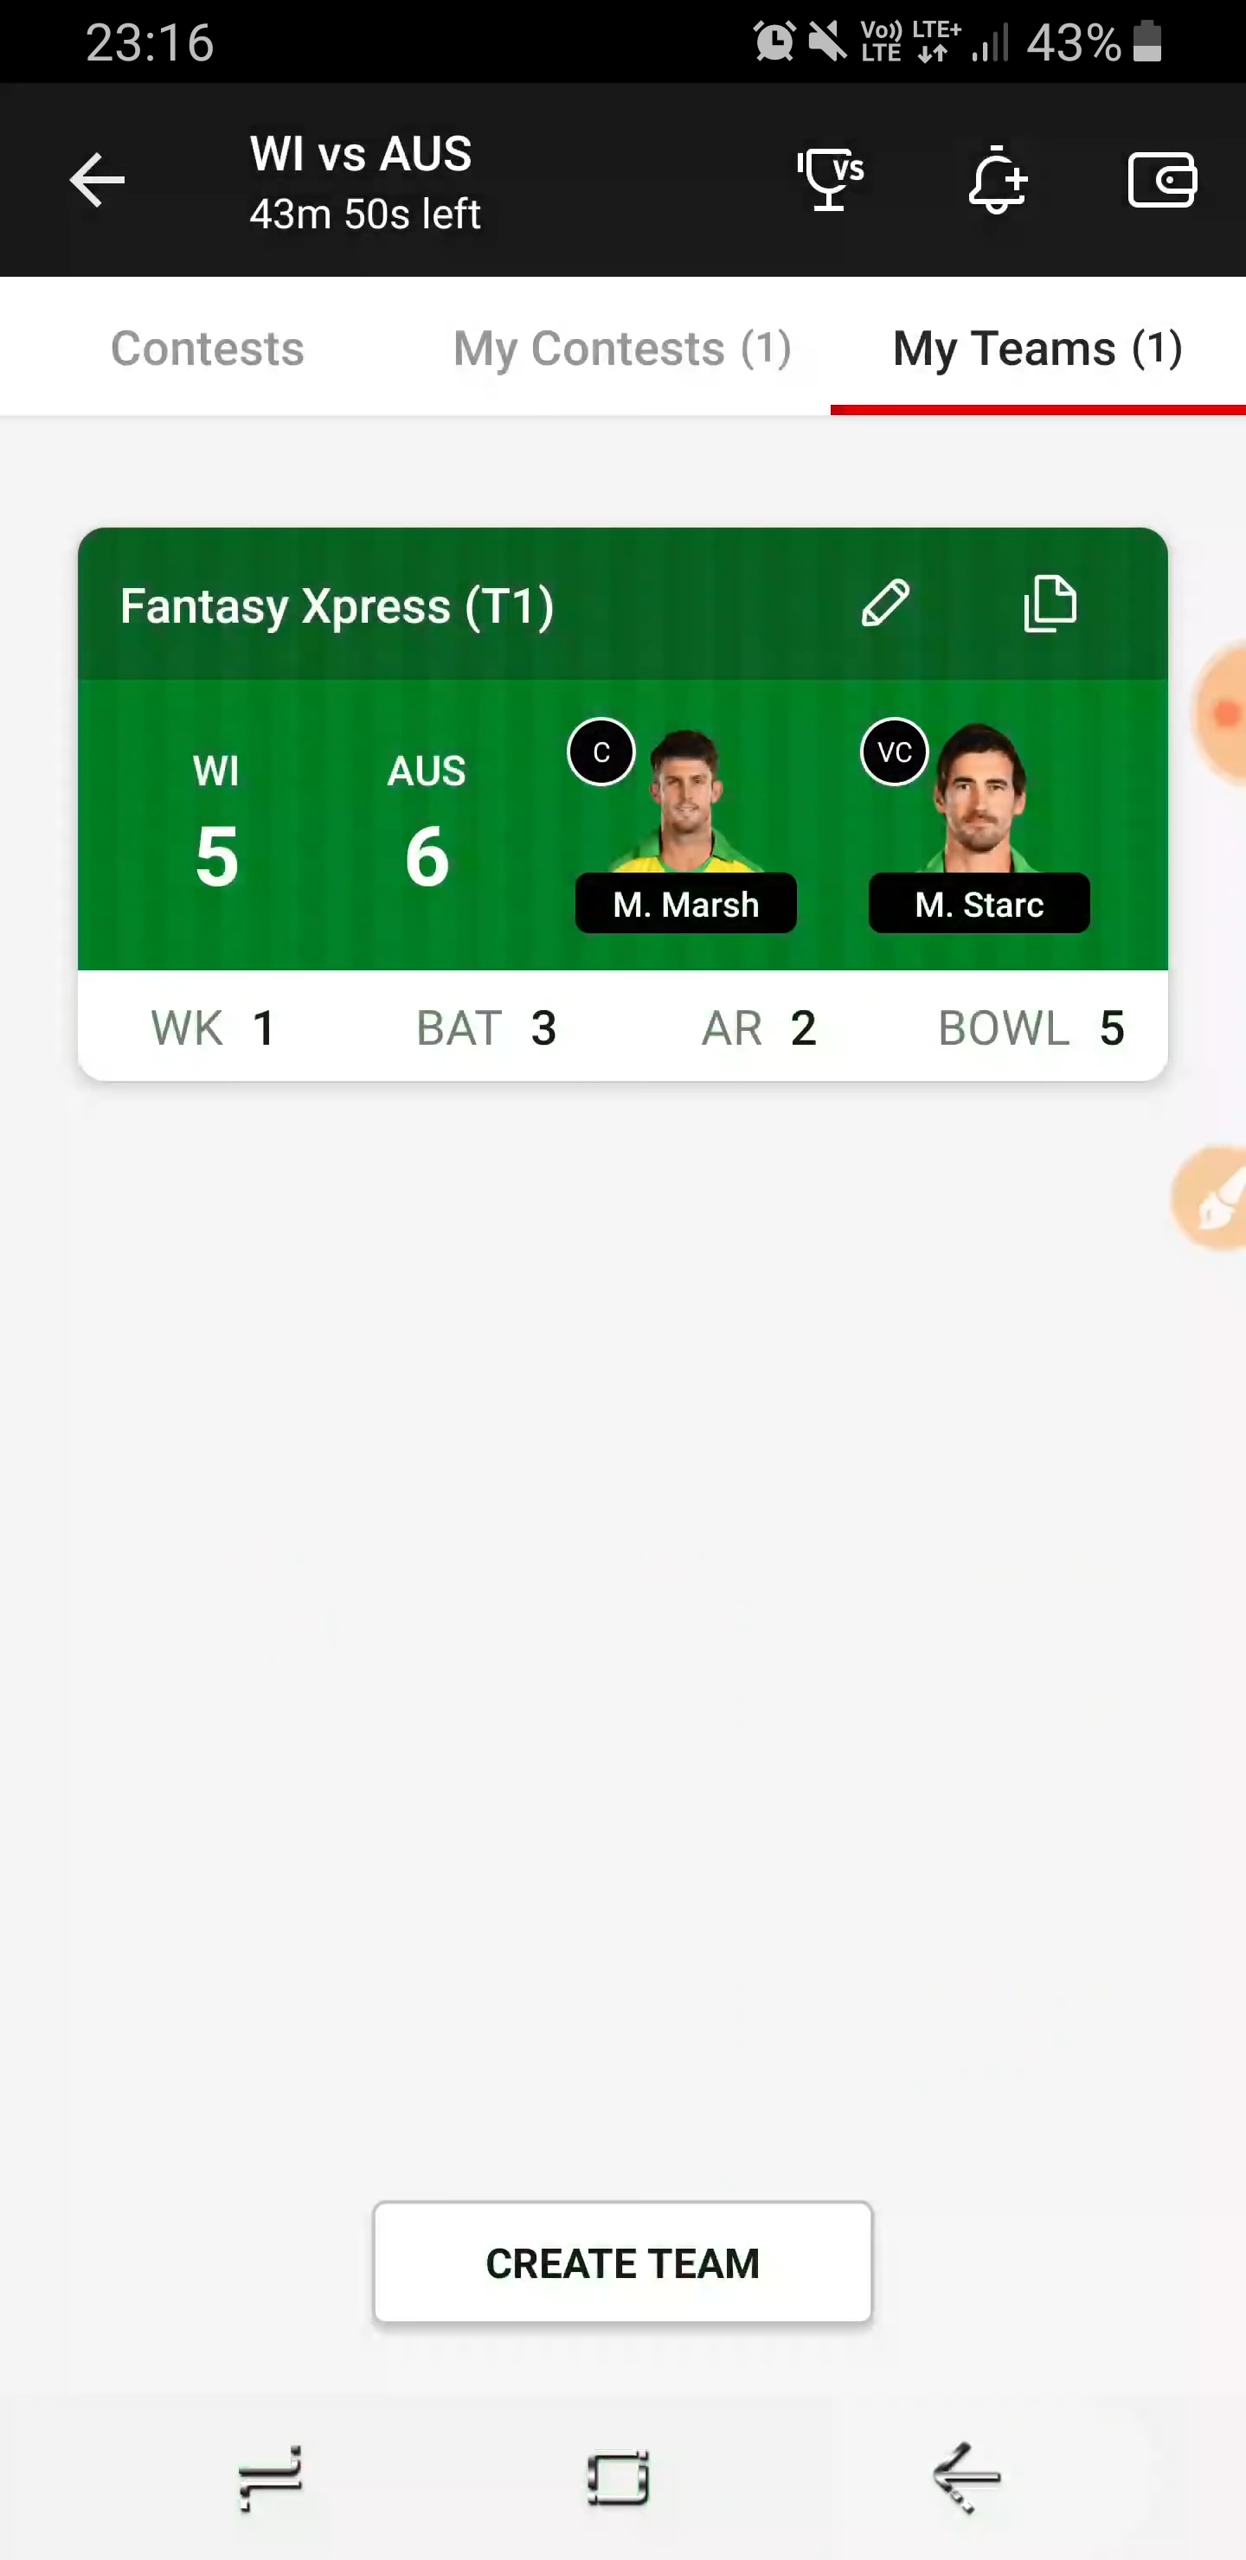 23:16
Vo)) LTE LTE+ 43%
WI vs AUS
43m 50s left
VS
Contests My Contests (1) My Teams (1)
Fantasy Xpress (T1)
WI AUS C VC
5 6
M. Marsh M. Starc
WK 1 BAT 3 AR 2 BOWL 5
CREATE TEAM